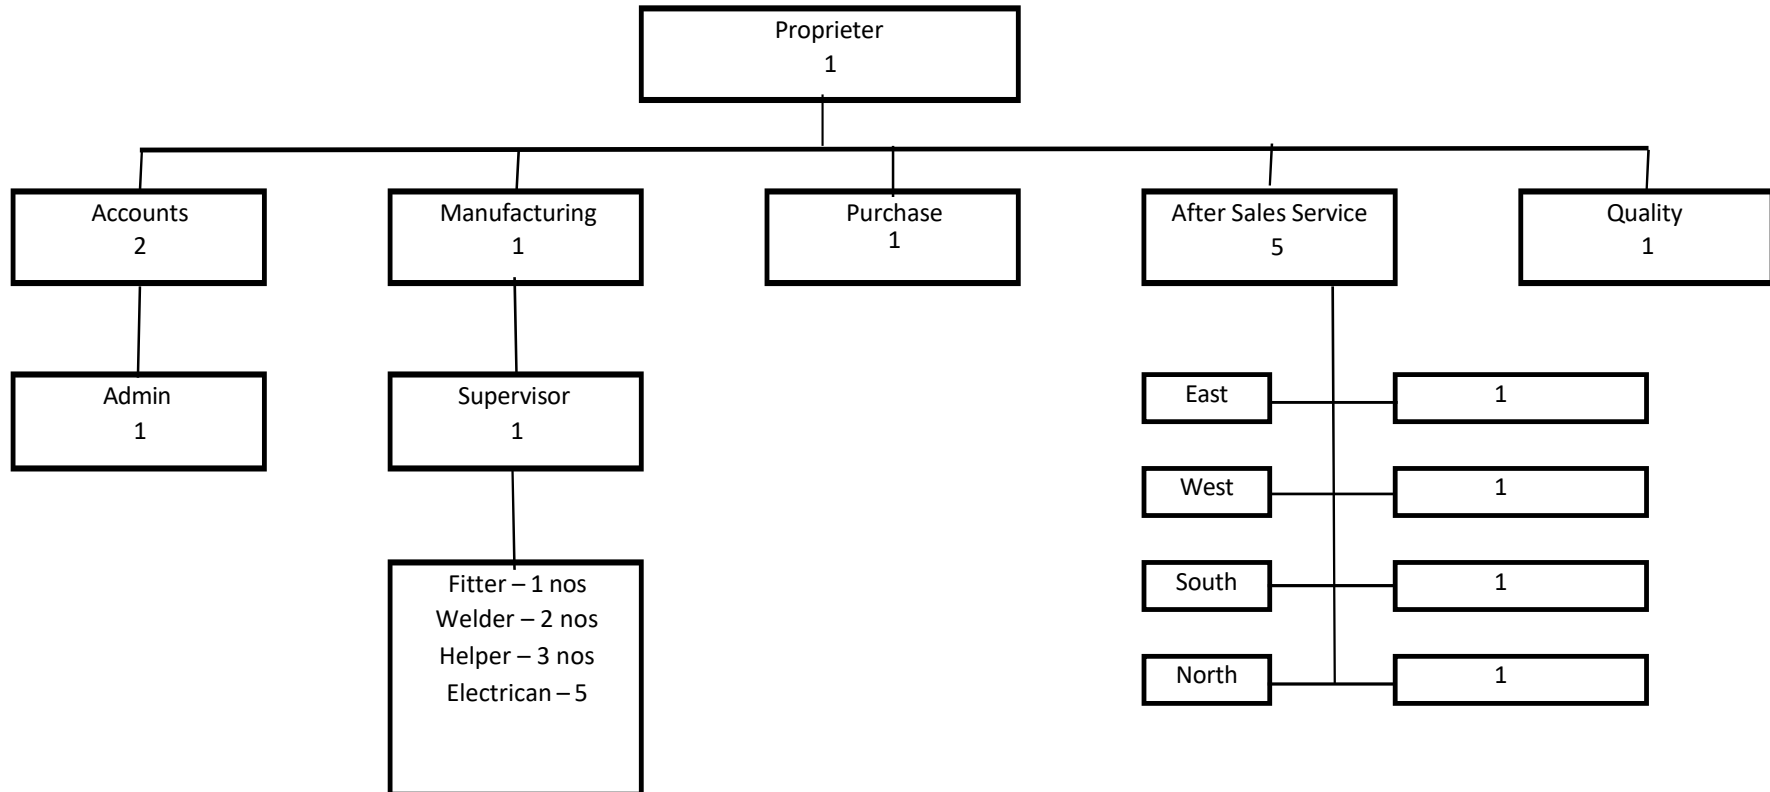 Proprieter
1
Accounts
2
Manufacturing
1
Purchase
1
After Sales Service
5
Quality
1
Admin
1
Supervisor
1
Fitter – 1 nos
Welder – 2 nos
Helper – 3 nos
Electrican – 5
East
1
West
1
South
1
North
1